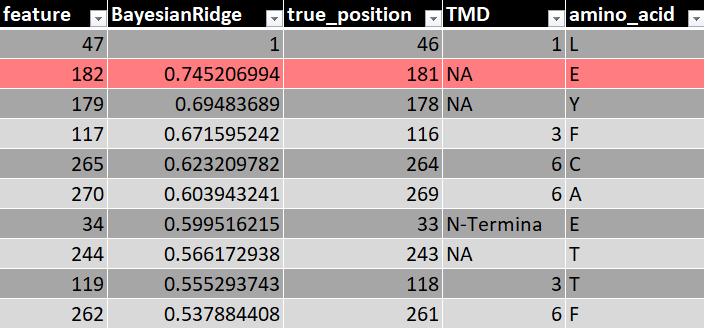 feature BayesianRidge true_position TMD amino_acid
47 1 46 1 L
182 0.745206994 181 NA E
179 0.69483689 178 NA Y
117 0.671595242 116 3 F
265 0.623209782 264 6 C
270 0.603943241 269 6 A
34 0.599516215 33 N-Termina E
244 0.566172938 243 NA T
119 0.555293743 118 3 T
262 0.537884408 261 6 F